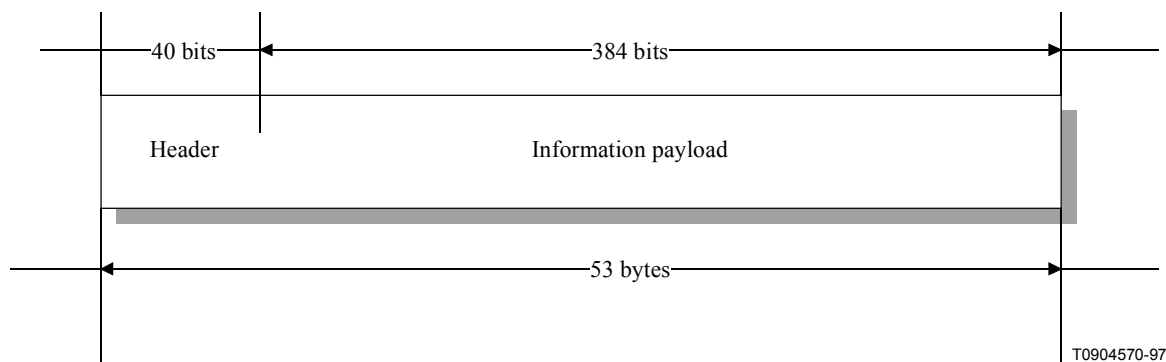 40 bits 384 bits
Header Information payload
53 bytes
T0904570-97